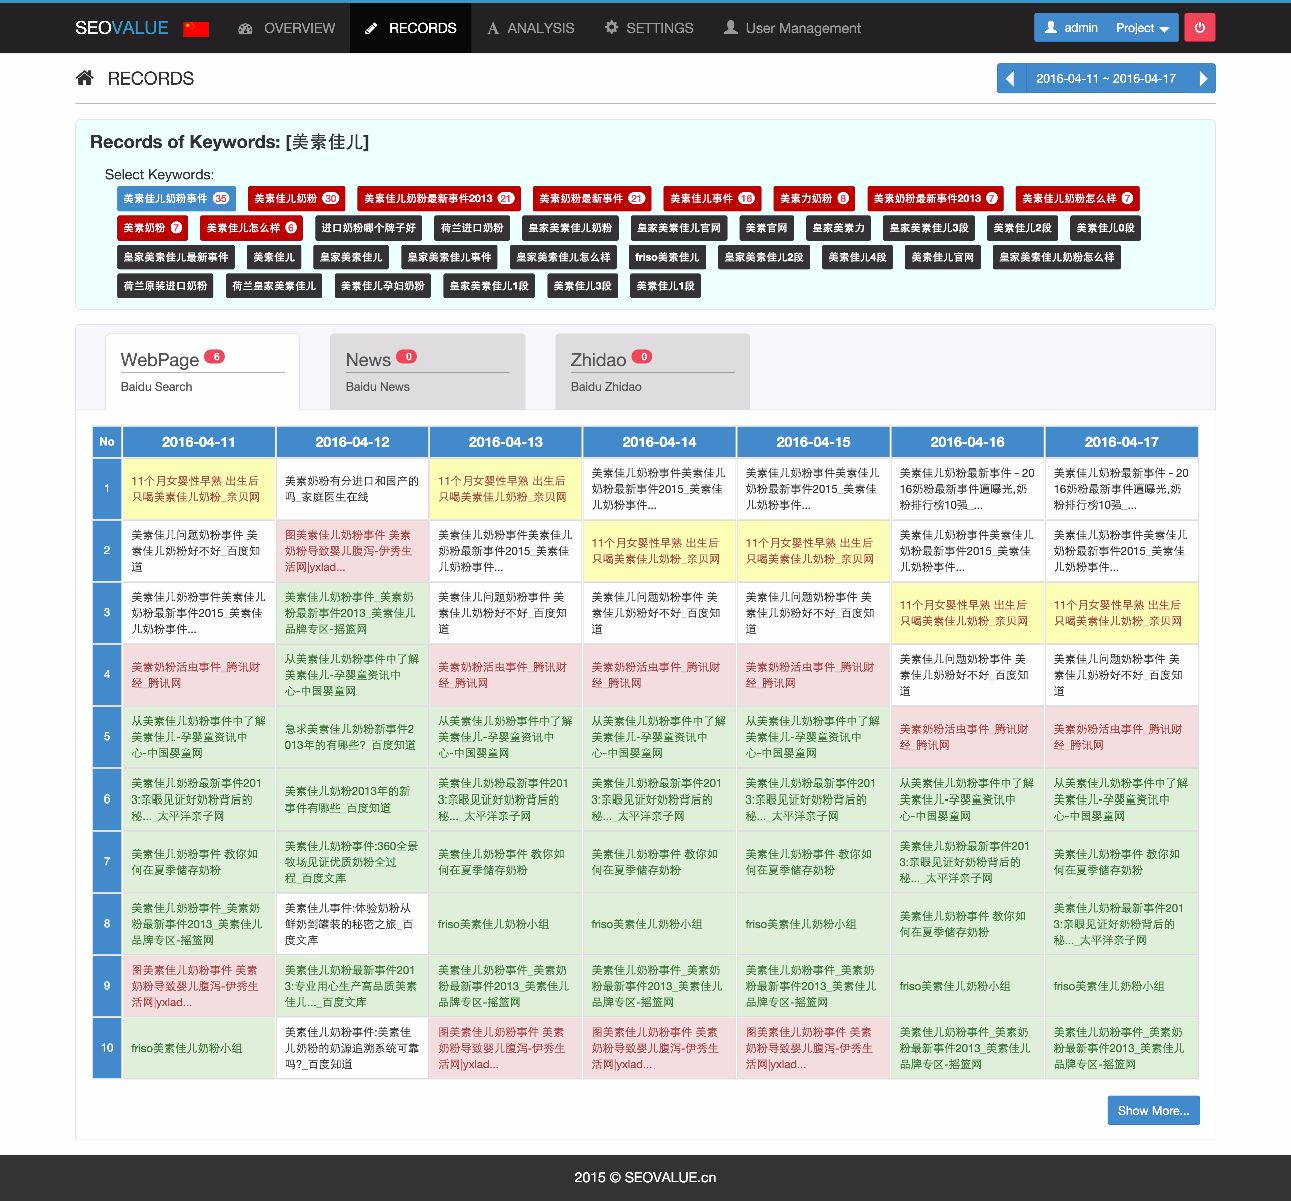 SEOVALUE OVERVIEW RECORDS ANALYSIS SETTINGS User Management admin Project
RECORDS 2016-04-11 ~ 2016-04-17
Records of Keywords: [美素佳儿]
Select Keywords:
美素佳儿奶粉事件 35 美素佳儿奶粉 30 美素佳儿奶粉最新事件2013 21 美素奶粉最新事件 21 美素佳儿事件 16 美素力奶粉 8 美素奶粉最新事件2013 7 美素佳儿奶粉怎么样 7
美素奶粉 7 美素佳儿怎么样 6 进口奶粉哪个牌子好 荷兰进口奶粉 皇家美素佳儿奶粉 皇家美素佳儿官网 美素官网 皇家美素力 皇家美素佳儿3段 美素佳儿2段 美素佳儿0段
皇家美素佳儿最新事件 美素佳儿 皇家美素佳儿 皇家美素佳儿事件 皇家美素佳儿怎么样 friso美素佳儿 皇家美素佳儿2段 美素佳儿4段 美素佳儿官网 皇家美素佳儿奶粉怎么样
荷兰原装进口奶粉 荷兰皇家美素佳儿 美素佳儿孕妇奶粉 皇家美素佳儿1段 美素佳儿3段 美素佳儿1段
WebPage 6 News 0 Zhidao 0
Baidu Search Baidu News Baidu Zhidao
No 2016-04-11 2016-04-12 2016-04-13 2016-04-14 2016-04-15 2016-04-16 2016-04-17
1
11个月女婴性早熟 出生后
只喝美素佳儿奶粉_亲贝网
美素奶粉有分进口和国产的
吗_家庭医生在线
11个月女婴性早熟 出生后
只喝美素佳儿奶粉_亲贝网
美素佳儿奶粉事件美素佳儿
奶粉最新事件2015_美素佳
儿奶粉事件...
美素佳儿奶粉事件美素佳儿
奶粉最新事件2015_美素佳
儿奶粉事件...
美素佳儿奶粉最新事件 - 20
16奶粉最新事件遭曝光,奶
粉排行榜10强_...
美素佳儿奶粉最新事件 - 20
16奶粉最新事件遭曝光,奶
粉排行榜10强_...
2
美素佳儿问题奶粉事件 美
素佳儿奶粉好不好_百度知
道
图美素佳儿奶粉事件 美素
奶粉导致婴儿腹泻-伊秀生
活网|yxlad...
美素佳儿奶粉事件美素佳儿
奶粉最新事件2015_美素佳
儿奶粉事件...
11个月女婴性早熟 出生后
只喝美素佳儿奶粉_亲贝网
11个月女婴性早熟 出生后
只喝美素佳儿奶粉_亲贝网
美素佳儿奶粉事件美素佳儿
奶粉最新事件2015_美素佳
儿奶粉事件...
美素佳儿奶粉事件美素佳儿
奶粉最新事件2015_美素佳
儿奶粉事件...
3
美素佳儿奶粉事件美素佳儿
奶粉最新事件2015_美素佳
儿奶粉事件...
美素佳儿奶粉事件_美素奶
粉最新事件2013_美素佳儿
品牌专区-摇篮网
美素佳儿问题奶粉事件 美
素佳儿奶粉好不好_百度知
道
美素佳儿问题奶粉事件 美
素佳儿奶粉好不好_百度知
道
美素佳儿问题奶粉事件 美
素佳儿奶粉好不好_百度知
道
11个月女婴性早熟 出生后
只喝美素佳儿奶粉_亲贝网
11个月女婴性早熟 出生后
只喝美素佳儿奶粉_亲贝网
4
美素奶粉活虫事件_腾讯财
经_腾讯网
从美素佳儿奶粉事件中了解
美素佳儿-孕婴童资讯中
心-中国婴童网
美素奶粉活虫事件_腾讯财
经_腾讯网
美素奶粉活虫事件_腾讯财
经_腾讯网
美素奶粉活虫事件_腾讯财
经_腾讯网
美素佳儿问题奶粉事件 美
素佳儿奶粉好不好_百度知
道
美素佳儿问题奶粉事件 美
素佳儿奶粉好不好_百度知
道
5
从美素佳儿奶粉事件中了解
美素佳儿-孕婴童资讯中
心-中国婴童网
急求美素佳儿奶粉新事件2
013年的有哪些?_百度知道
从美素佳儿奶粉事件中了解
美素佳儿-孕婴童资讯中
心-中国婴童网
从美素佳儿奶粉事件中了解
美素佳儿-孕婴童资讯中
心-中国婴童网
从美素佳儿奶粉事件中了解
美素佳儿-孕婴童资讯中
心-中国婴童网
美素奶粉活虫事件_腾讯财
经_腾讯网
美素奶粉活虫事件_腾讯财
经_腾讯网
6
美素佳儿奶粉最新事件201
3:亲眼见证好奶粉背后的
秘..._太平洋亲子网
美素佳儿奶粉2013年的新
事件有哪些_百度知道
美素佳儿奶粉最新事件201
3:亲眼见证好奶粉背后的
秘..._太平洋亲子网
美素佳儿奶粉最新事件201
3:亲眼见证好奶粉背后的
秘..._太平洋亲子网
美素佳儿奶粉最新事件201
3:亲眼见证好奶粉背后的
秘..._太平洋亲子网
从美素佳儿奶粉事件中了解
美素佳儿-孕婴童资讯中
心-中国婴童网
从美素佳儿奶粉事件中了解
美素佳儿-孕婴童资讯中
心-中国婴童网
7
美素佳儿奶粉事件 教你如
何在夏季储存奶粉
美素佳儿奶粉事件:360全景
牧场见证优质奶粉全过
程_百度文库
美素佳儿奶粉事件 教你如
何在夏季储存奶粉
美素佳儿奶粉事件 教你如
何在夏季储存奶粉
美素佳儿奶粉事件 教你如
何在夏季储存奶粉
美素佳儿奶粉最新事件201
3:亲眼见证好奶粉背后的
秘..._太平洋亲子网
美素佳儿奶粉事件 教你如
何在夏季储存奶粉
8
美素佳儿奶粉事件_美素奶
粉最新事件2013_美素佳儿
品牌专区-摇篮网
美素佳儿事件:体验奶粉从
鲜奶到罐装的秘密之旅_百
度文库
friso美素佳儿奶粉小组
friso美素佳儿奶粉小组
friso美素佳儿奶粉小组
美素佳儿奶粉事件 教你如
何在夏季储存奶粉
美素佳儿奶粉最新事件201
3:亲眼见证好奶粉背后的
秘..._太平洋亲子网
9
图美素佳儿奶粉事件 美素
奶粉导致婴儿腹泻-伊秀生
活网|yxlad...
美素佳儿奶粉最新事件201
3:专业用心生产高品质美素
佳儿..._百度文库
美素佳儿奶粉事件_美素奶
粉最新事件2013_美素佳儿
品牌专区-摇篮网
美素佳儿奶粉事件_美素奶
粉最新事件2013_美素佳儿
品牌专区-摇篮网
美素佳儿奶粉事件_美素奶
粉最新事件2013_美素佳儿
品牌专区-摇篮网
friso美素佳儿奶粉小组
friso美素佳儿奶粉小组
10
friso美素佳儿奶粉小组
美素佳儿奶粉事件:美素佳
儿奶粉的奶源追溯系统可靠
吗?_百度知道
图美素佳儿奶粉事件 美素
奶粉导致婴儿腹泻-伊秀生
活网|yxlad...
图美素佳儿奶粉事件 美素
奶粉导致婴儿腹泻-伊秀生
活网|yxlad...
图美素佳儿奶粉事件 美素
奶粉导致婴儿腹泻-伊秀生
活网|yxlad...
美素佳儿奶粉事件_美素奶
粉最新事件2013_美素佳儿
品牌专区-摇篮网
美素佳儿奶粉事件_美素奶
粉最新事件2013_美素佳儿
品牌专区-摇篮网
Show More...
2015 © SEOVALUE.cn